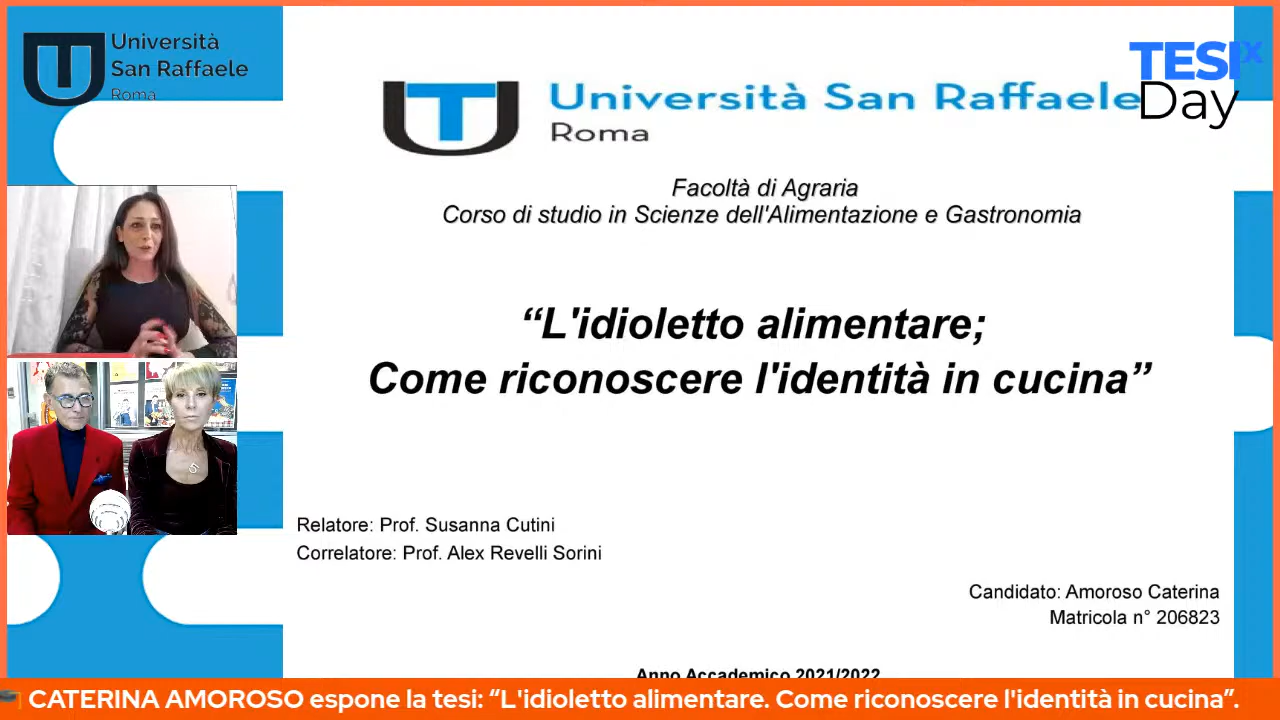 Università
San Raffaele
Roma
TESIX
Day
Università San Raffaele
Roma
Facoltà di Agraria
Corso di studio in Scienze dell'Alimentazione e Gastronomia
“L'idioletto alimentare;
Come riconoscere l'identità in cucina”
Relatore: Prof. Susanna Cutini
Correlatore: Prof. Alex Revelli Sorini
Candidato: Amoroso Caterina
Matricola n° 206823
Anno Accademico 2021/2022
CATERINA AMOROSO espone la tesi: “L'idioletto alimentare. Come riconoscere l'identità in cucina”.